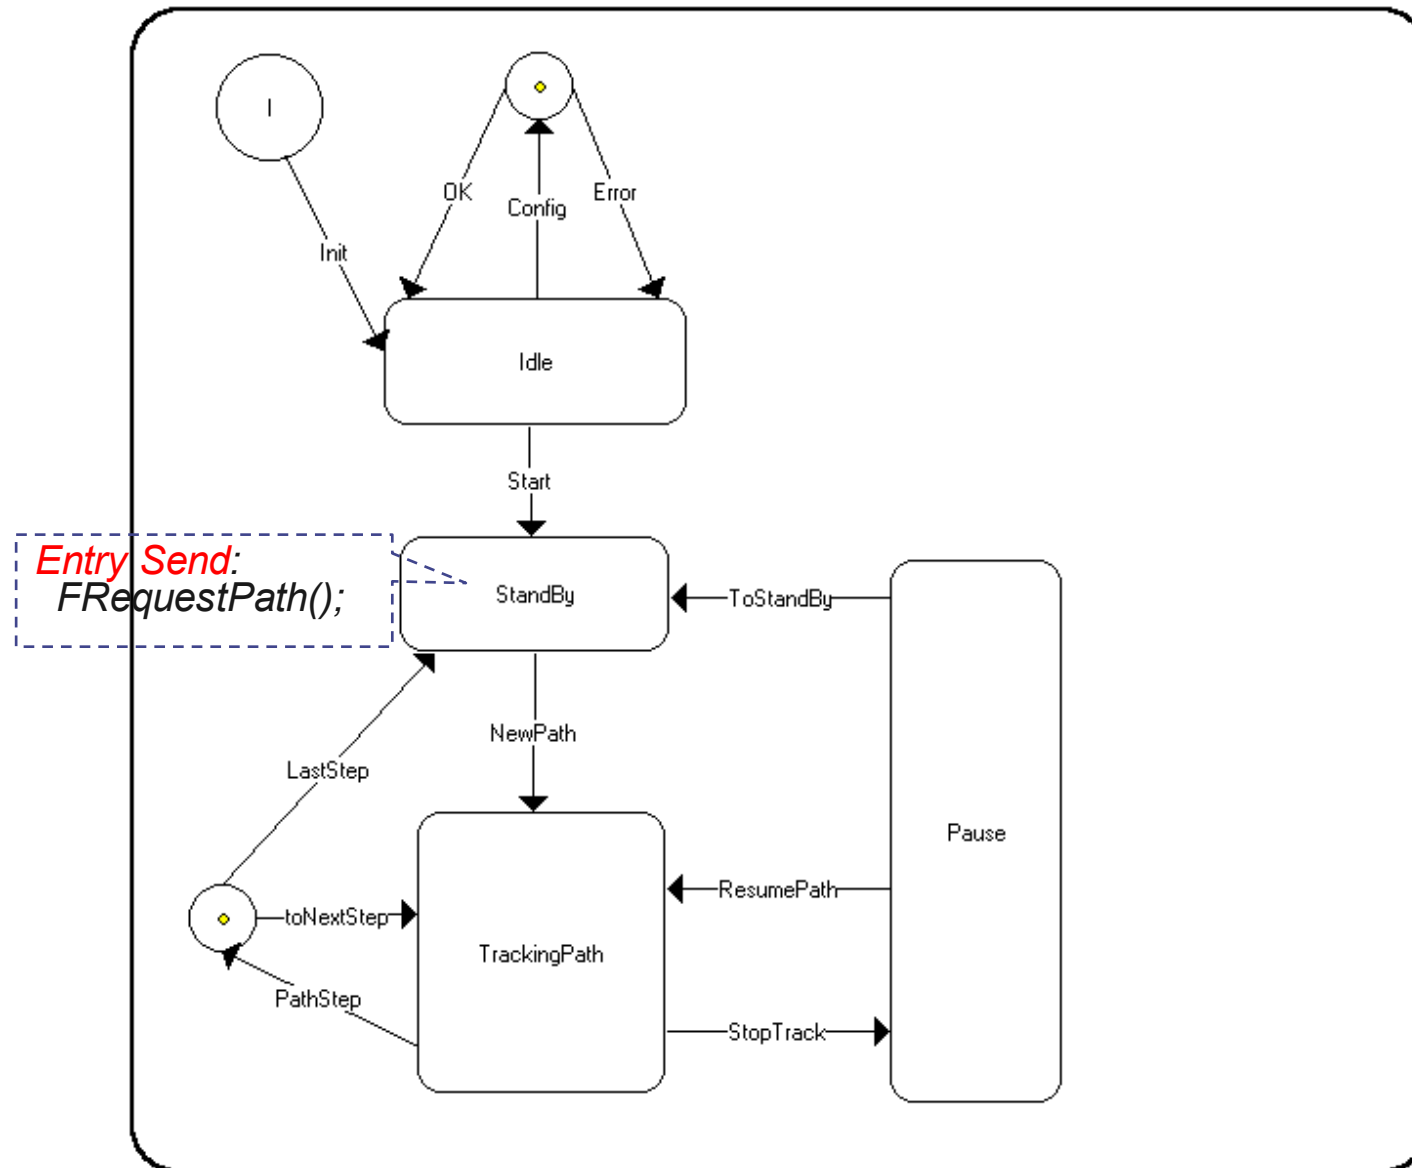 I
OK
Config
Error
Init
Idle
Start
Entry Send:
FRequestPath();
StandBy
ToStandBy
NewPath
LastStep
Pause
ResumePath
toNextStep
TrackingPath
PathStep
StopTrack